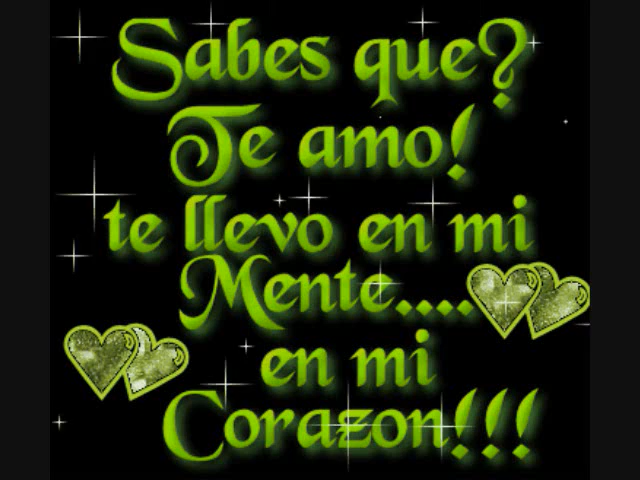 Sabes que?
Te amo!
te llevo en mi
Mente....
en mi
Corazon!!!